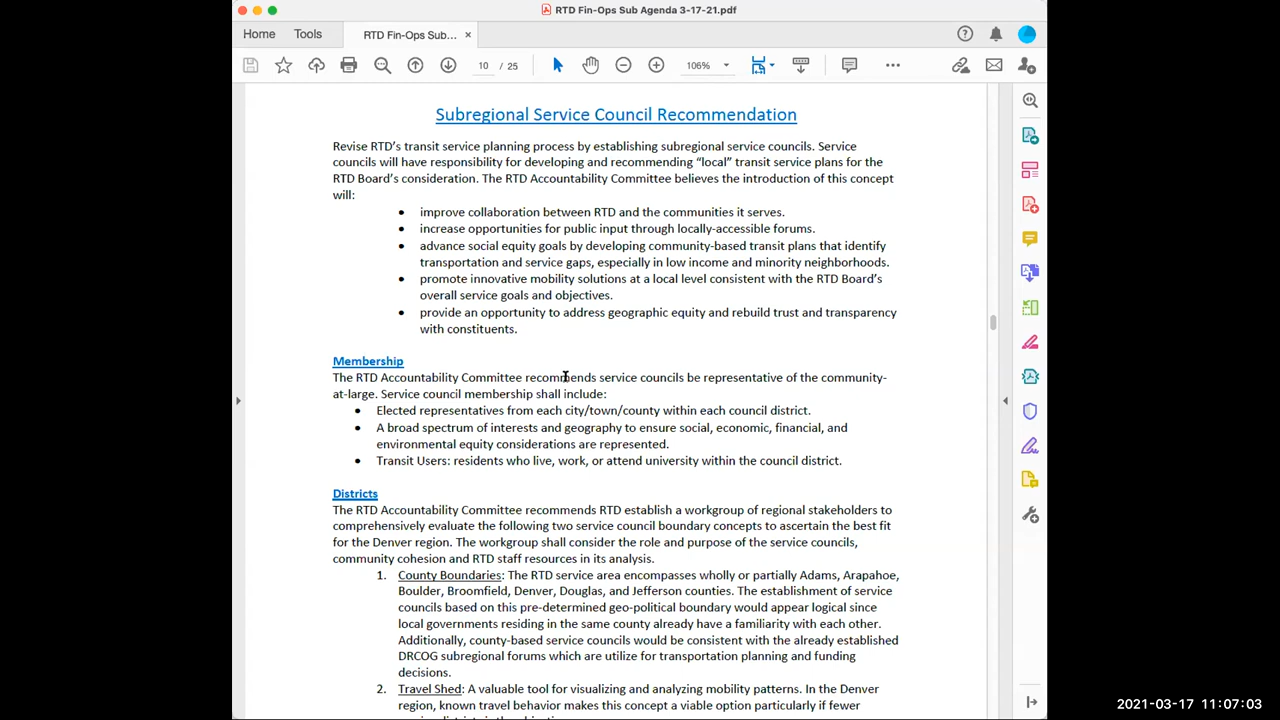 RTD Fin-Ops Sub Agenda 3-17-21.pdf
Home Tools RTD Fin-Ops Sub... ×
10 / 25 106%
Subregional Service Council Recommendation
Revise RTD’s transit service planning process by establishing subregional service councils. Service
councils will have responsibility for developing and recommending “local” transit service plans for the
RTD Board’s consideration. The RTD Accountability Committee believes the introduction of this concept
will:
• improve collaboration between RTD and the communities it serves.
• increase opportunities for public input through locally-accessible forums.
• advance social equity goals by developing community-based transit plans that identify
transportation and service gaps, especially in low income and minority neighborhoods.
• promote innovative mobility solutions at a local level consistent with the RTD Board’s
overall service goals and objectives.
• provide an opportunity to address geographic equity and rebuild trust and transparency
with constituents.
Membership
The RTD Accountability Committee recommends service councils be representative of the community-
at-large. Service council membership shall include:
• Elected representatives from each city/town/county within each council district.
• A broad spectrum of interests and geography to ensure social, economic, financial, and
environmental equity considerations are represented.
• Transit Users: residents who live, work, or attend university within the council district.
Districts
The RTD Accountability Committee recommends RTD establish a workgroup of regional stakeholders to
comprehensively evaluate the following two service council boundary concepts to ascertain the best fit
for the Denver region. The workgroup shall consider the role and purpose of the service councils,
community cohesion and RTD staff resources in its analysis.
1. County Boundaries: The RTD service area encompasses wholly or partially Adams, Arapahoe,
Boulder, Broomfield, Denver, Douglas, and Jefferson counties. The establishment of service
councils based on this pre-determined geo-political boundary would appear logical since
local governments residing in the same county already have a familiarity with each other.
Additionally, county-based service councils would be consistent with the already established
DRCOG subregional forums which are utilize for transportation planning and funding
decisions.
2. Travel Shed: A valuable tool for visualizing and analyzing mobility patterns. In the Denver
region, known travel behavior makes this concept a viable option particularly if fewer
2021-03-17 11:07:03